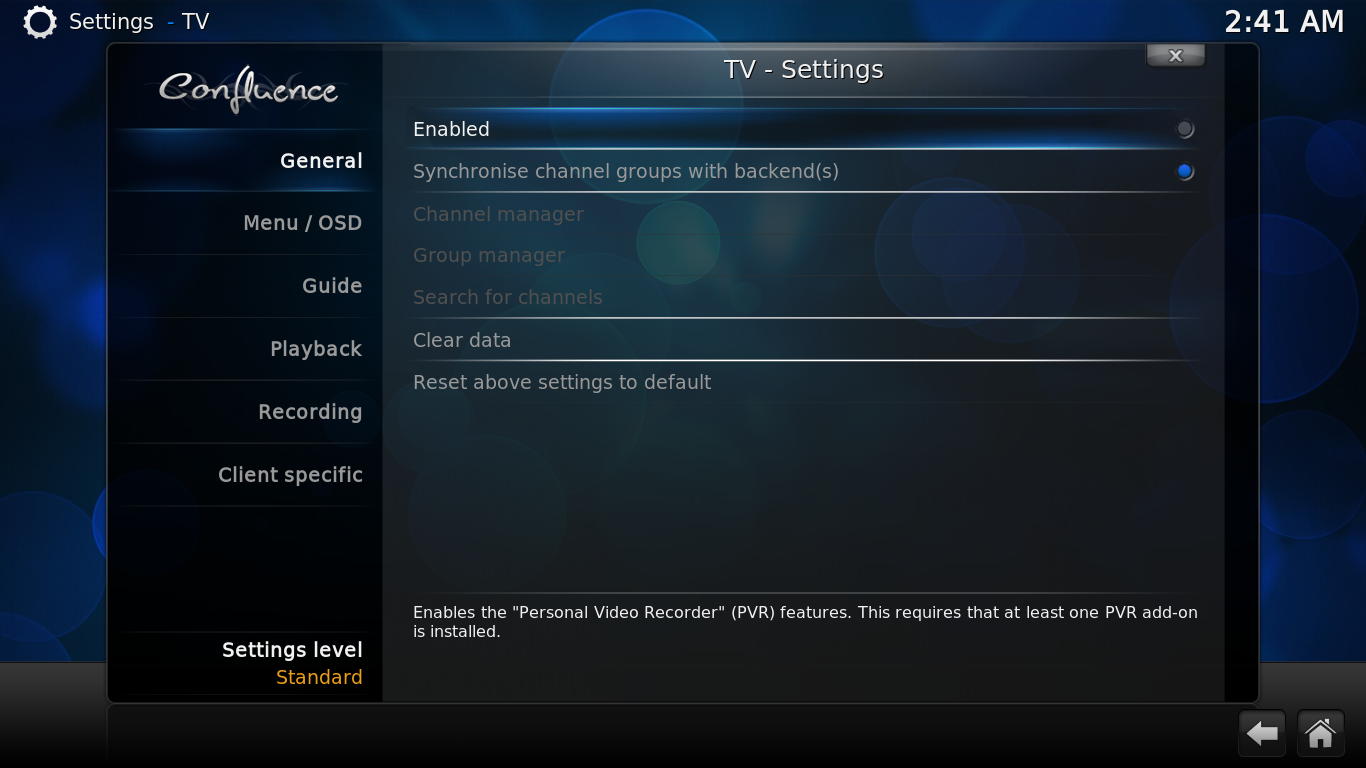 Settings - TV
2:41 AM
Confluence
TV - Settings
x
General
Menu / OSD
Guide
Playback
Recording
Client specific
Settings level
Standard
Enabled
Synchronise channel groups with backend(s)
Channel manager
Group manager
Search for channels
Clear data
Reset above settings to default
Enables the "Personal Video Recorder" (PVR) features. This requires that at least one PVR add-on
is installed.